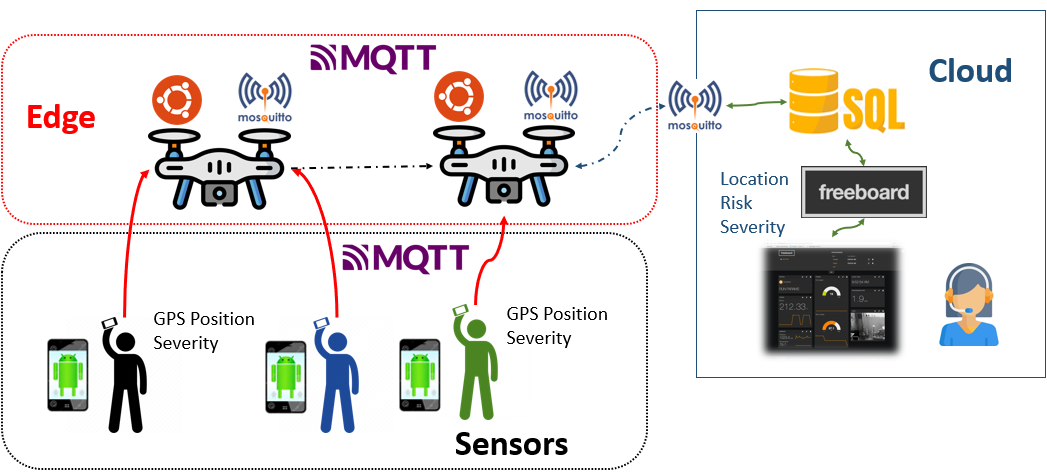 MQTT
Edge
mosquitto
mosquitto
mosquitto
Cloud
SQL
Location
Risk
Severity
freeboard
MQTT
GPS Position
Severity
GPS Position
Severity
Sensors
212.33